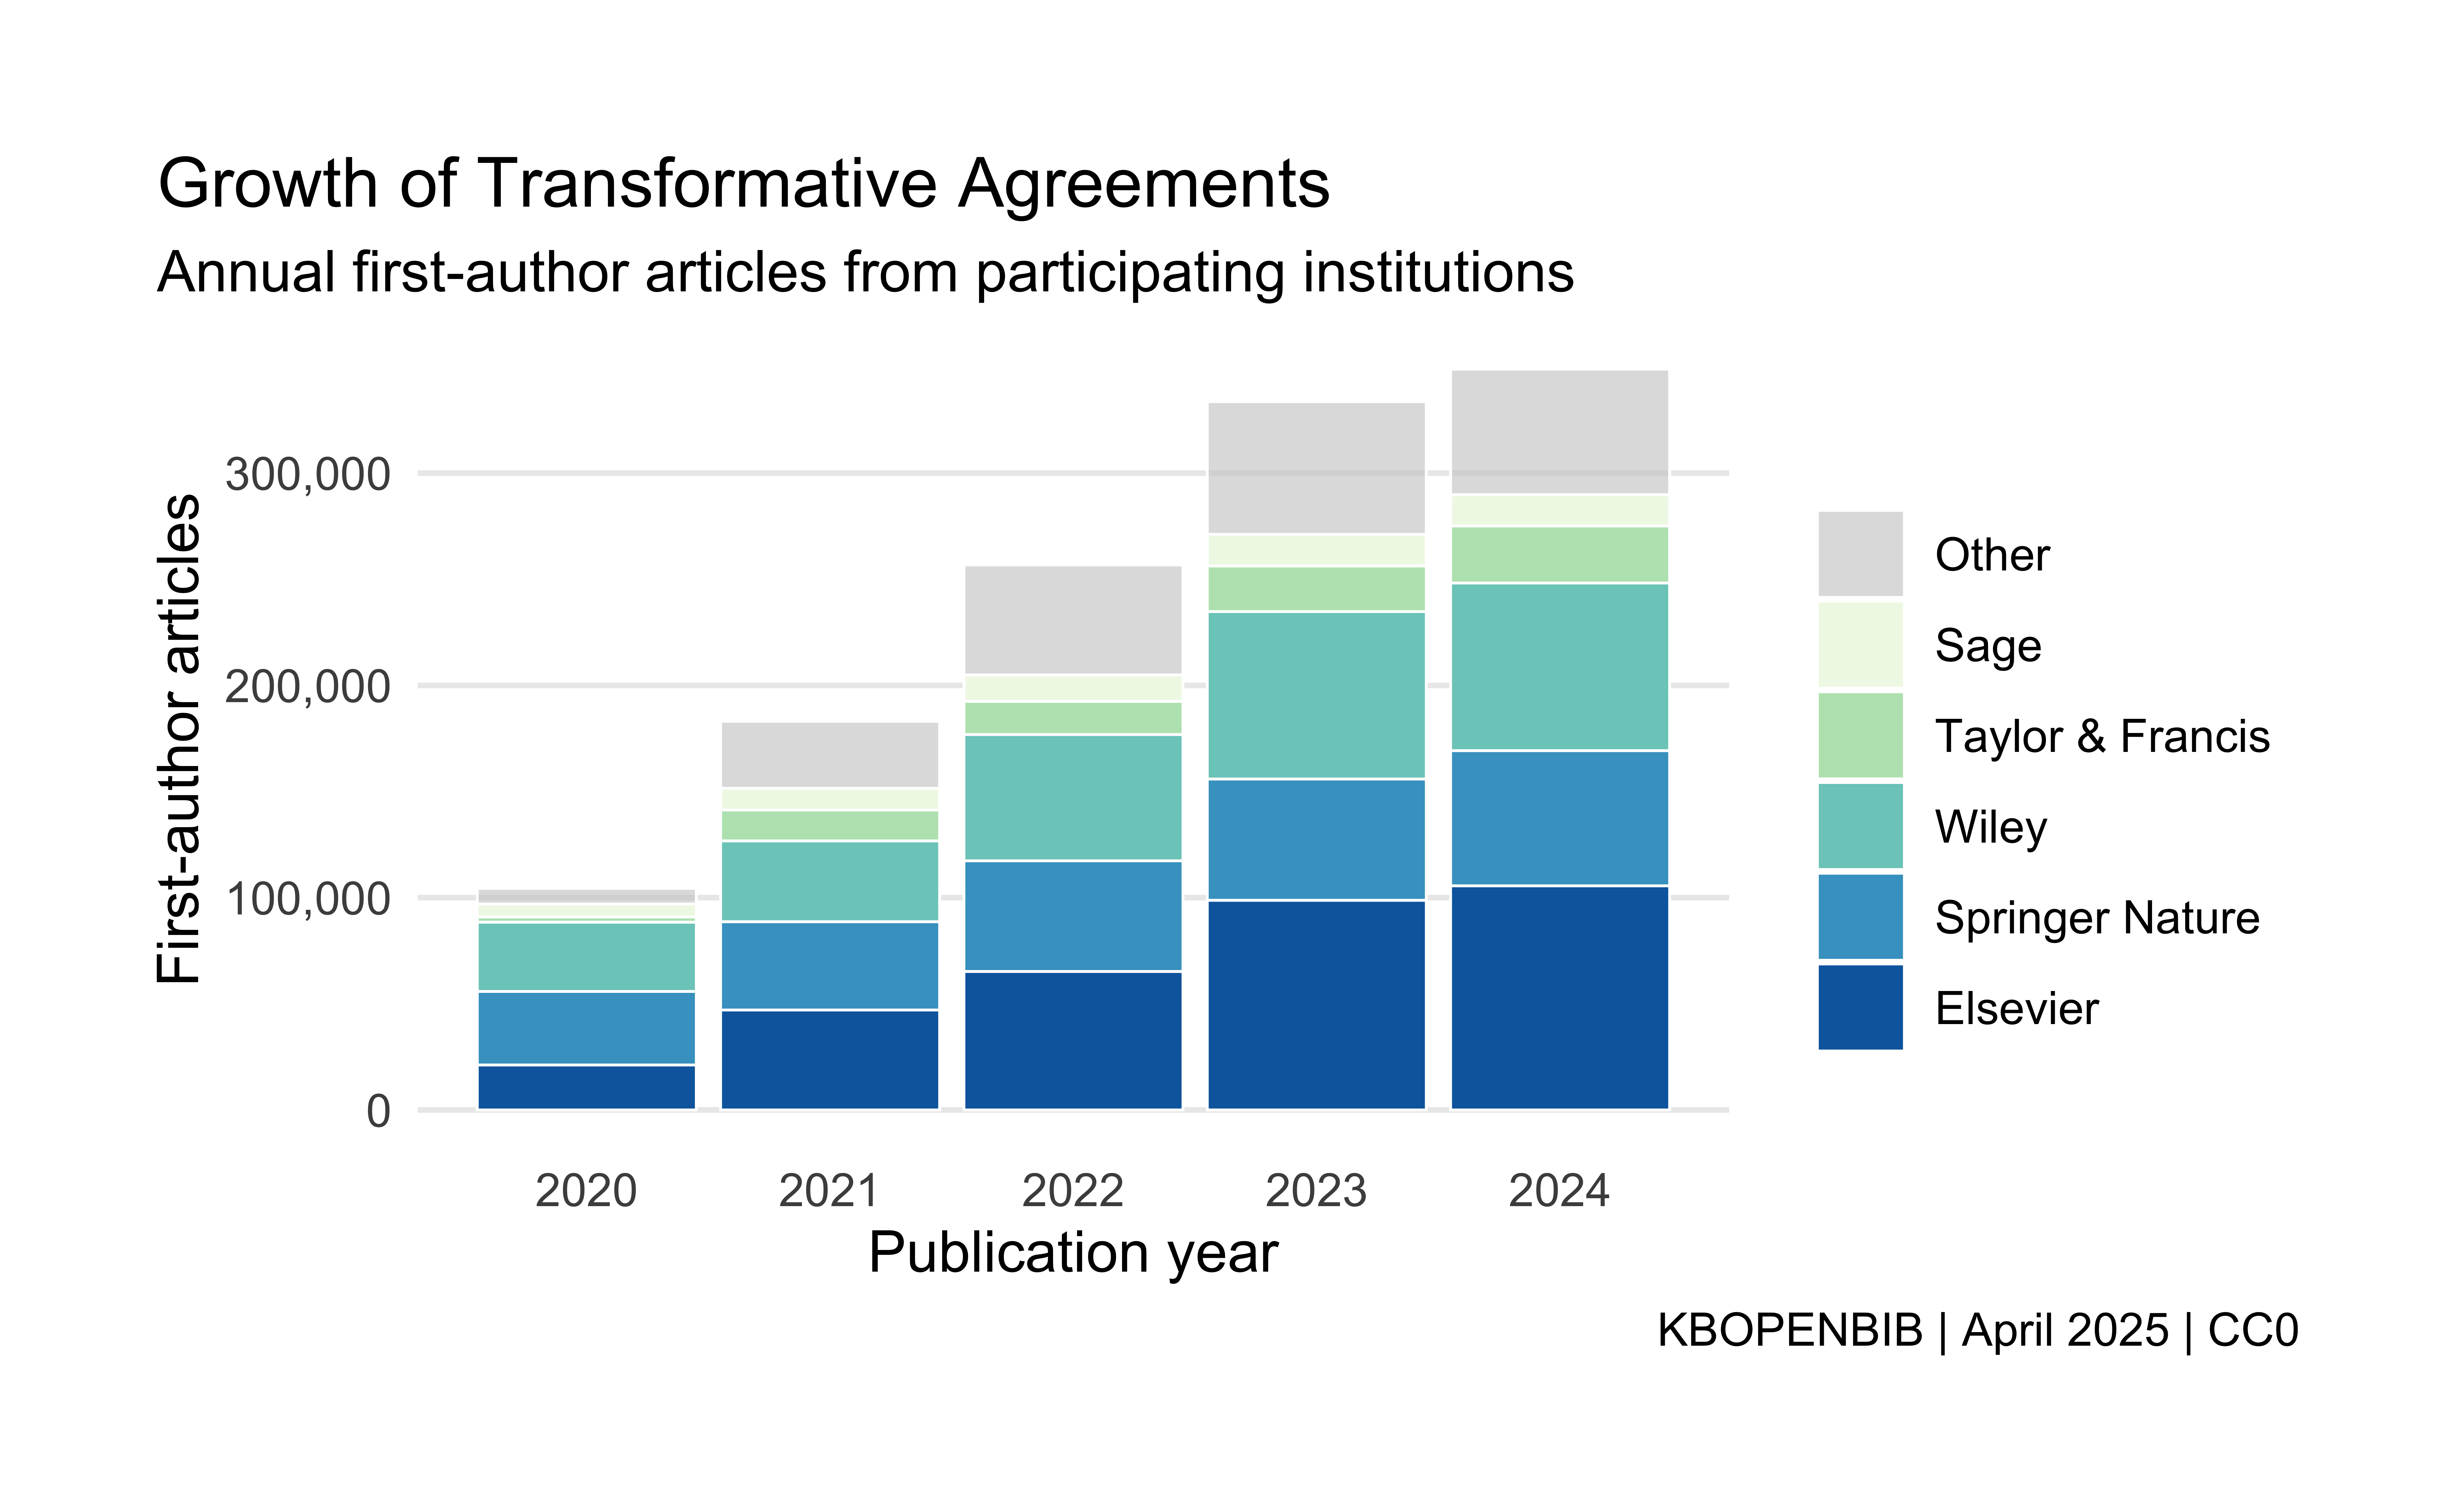 Growth of Transformative Agreements
Annual first-author articles from participating institutions
First-author articles
300,000
200,000
100,000
0
2020 2021 2022 2023 2024
Publication year
Other
Sage
Taylor & Francis
Wiley
Springer Nature
Elsevier
KBOPENBIB | April 2025 | CC0